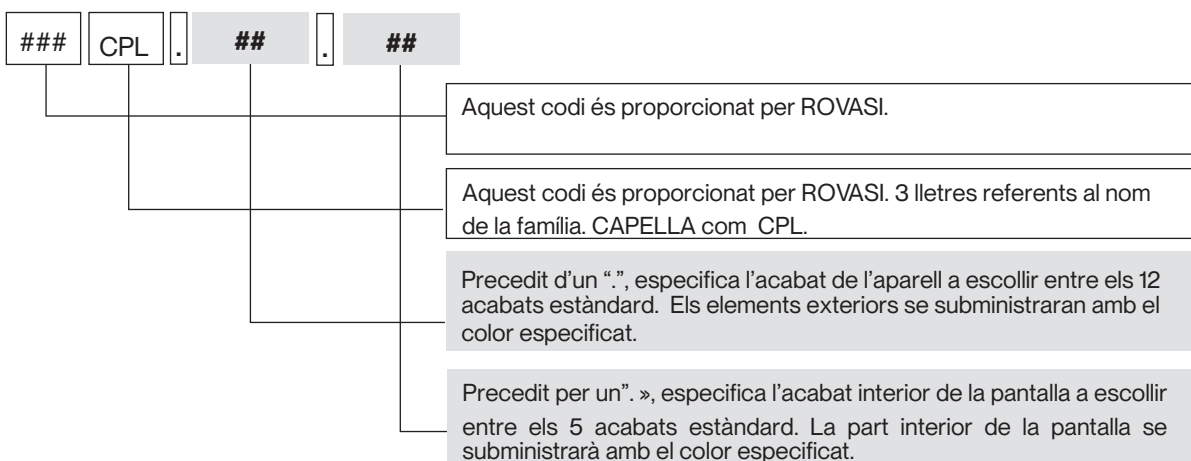 ### CPL . ## . ##
Aquest codi és proporcionat per ROVASI.
Aquest codi és proporcionat per ROVASI. 3 lletres referents al nom
de la família. CAPELLA com CPL.
Precedit d’un “.”, especifica l’acabat de l’aparell a escollir entre els 12
acabats estàndard. Els elements exteriors se subministraran amb el
color especificat.
Precedit per un”. », especifica l’acabat interior de la pantalla a escollir
entre els 5 acabats estàndard. La part interior de la pantalla se
subministrarà amb el color especificat.